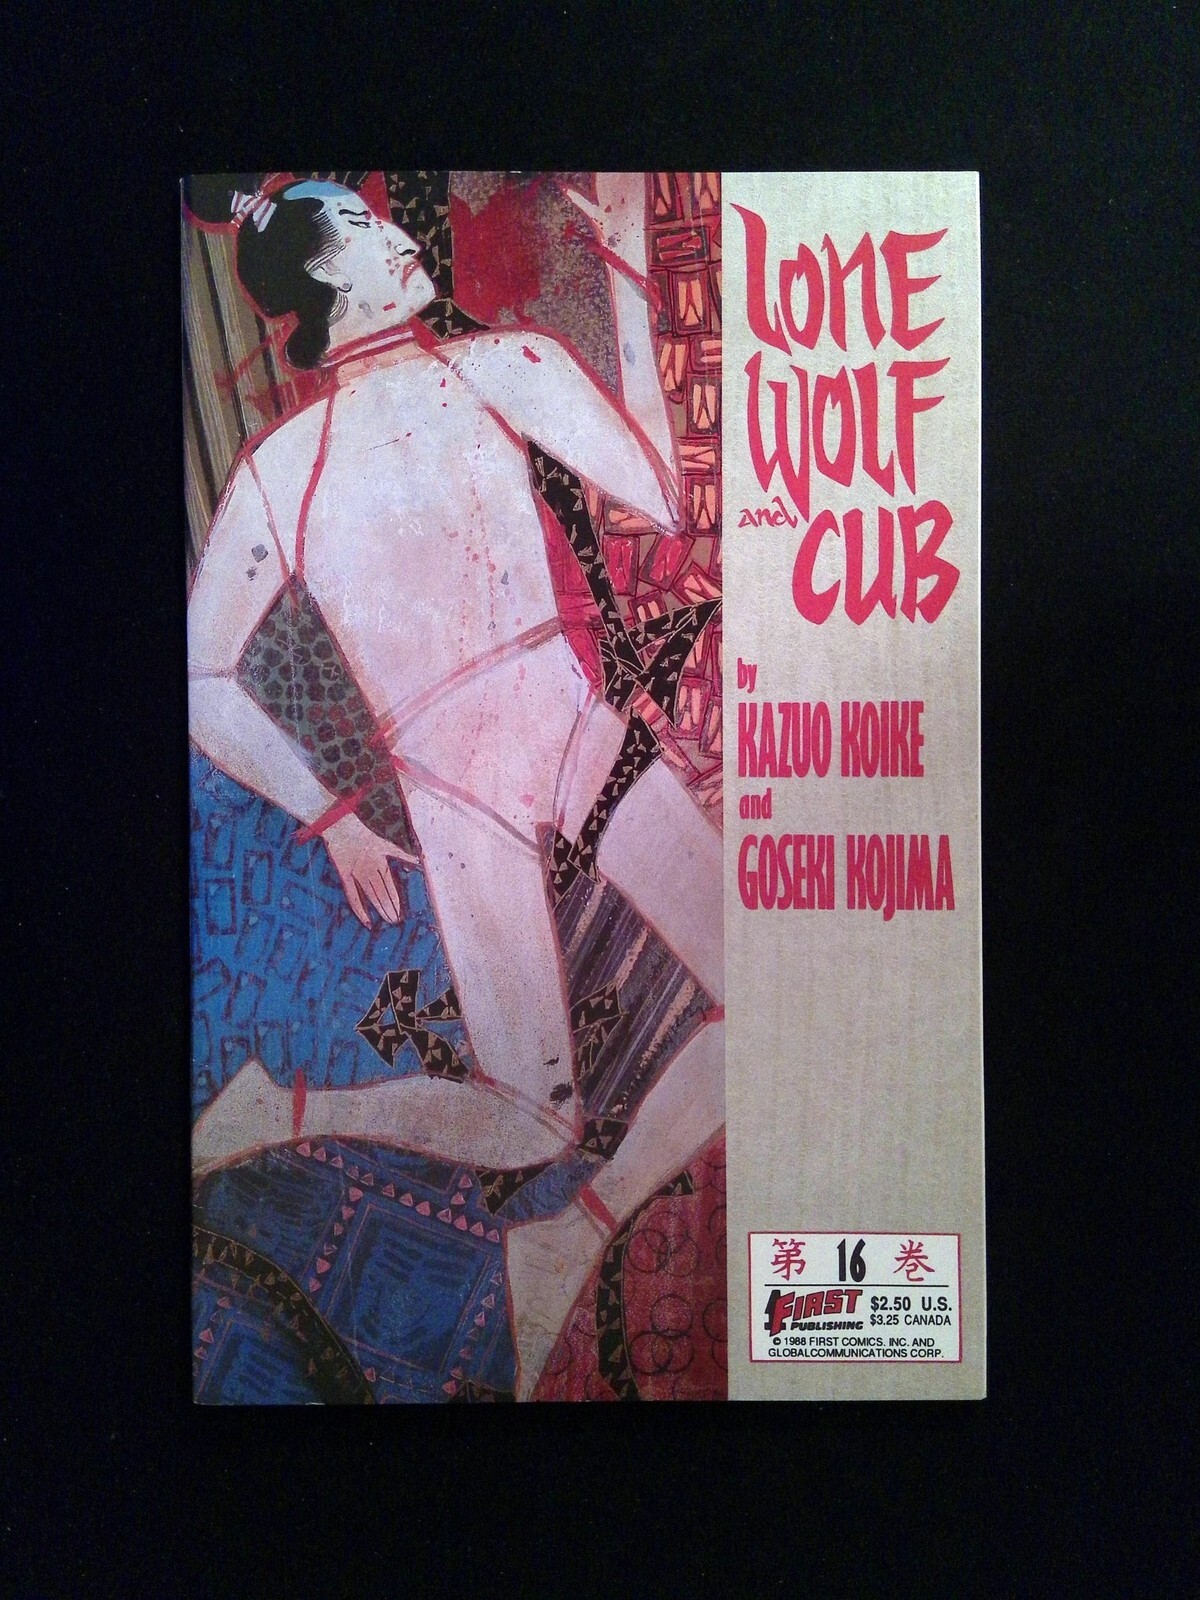 LONE
WOLF
and CUB
by
KAZUO KOIKE
and
GOSEKI KOJIMA
第 16 巻
FIRST
PUBLISHING
$2.50 U.S.
$3.25 CANADA
© 1988 FIRST COMICS. INC. AND
GLOBALCOMMUNICATIONS CORP.